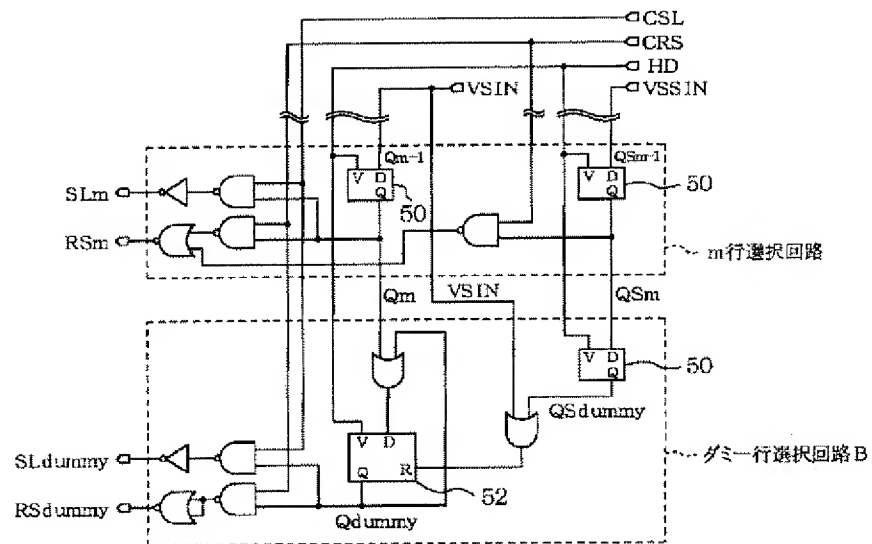 CSL
CRS
HD
VSIN
VSSIN
Qm-1
QSm-1
V D
Q
50
V D
Q
50
SLm
RSm
m行選択回路
Qm
VSIN
QSm
V D
Q
50
QSdummy
V D
Q R
52
SLdummy
RSdummy
Qdummy
ダミー行選択回路B